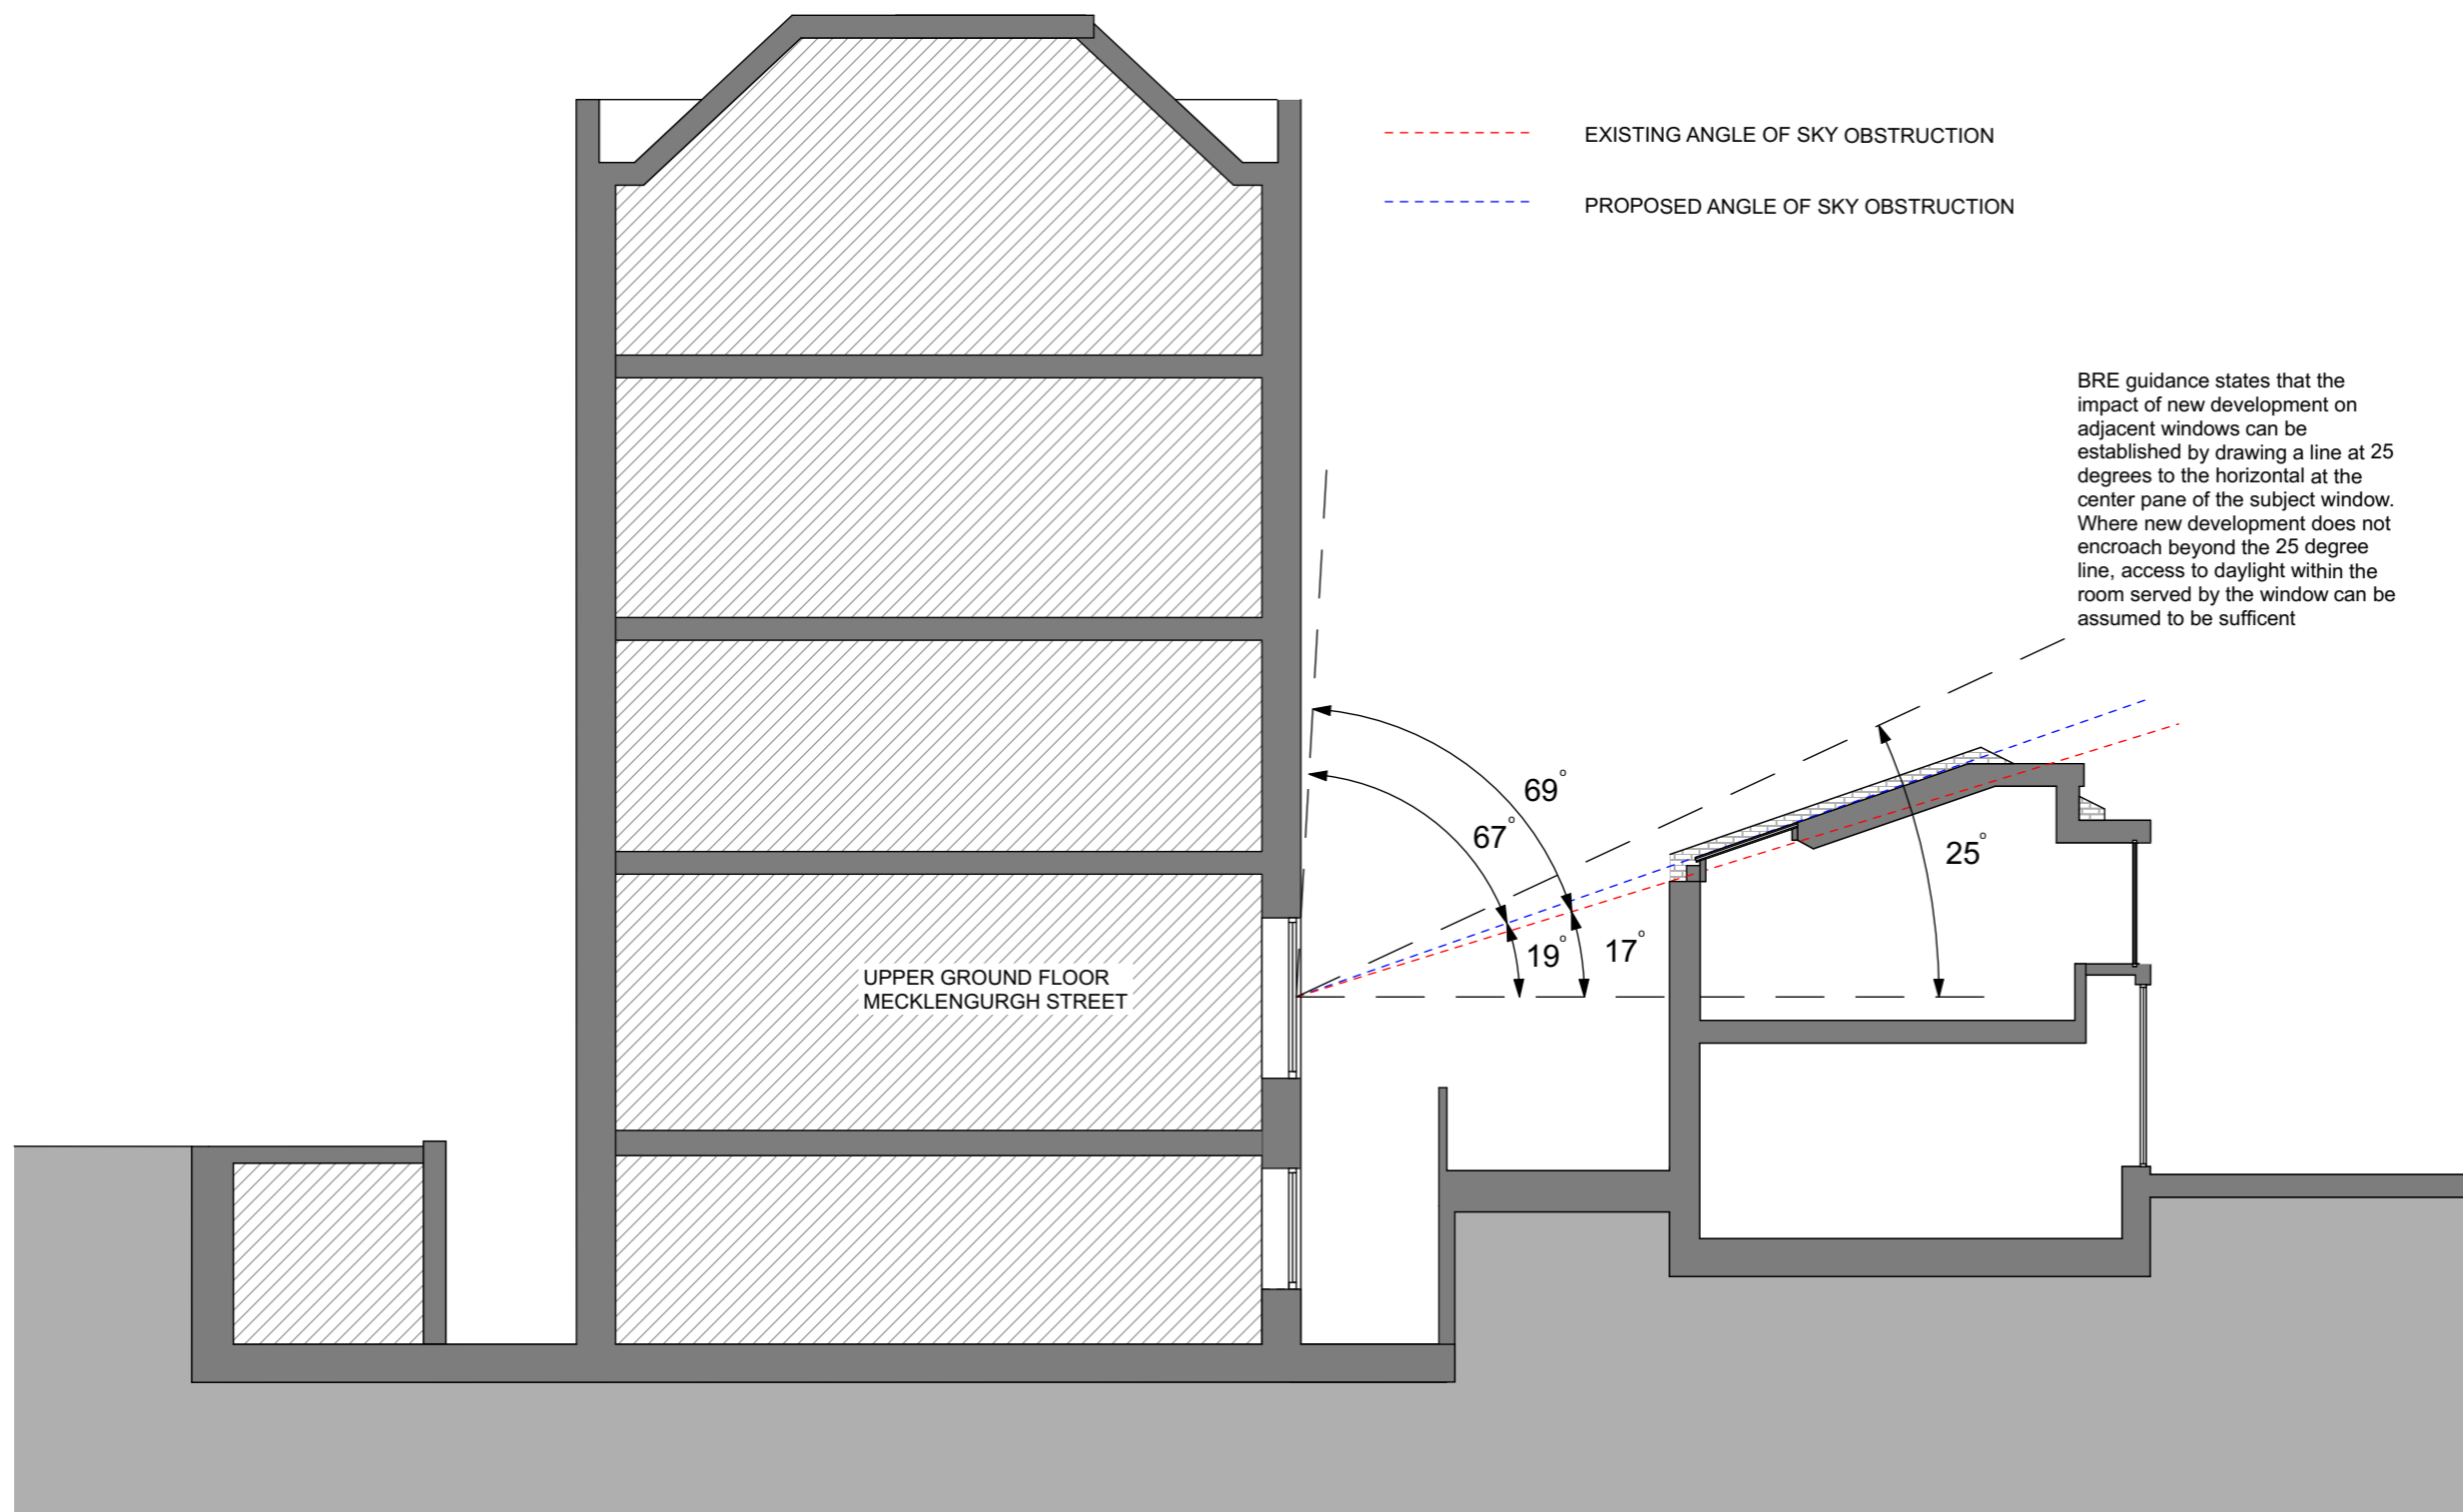 EXISTING ANGLE OF SKY OBSTRUCTION
PROPOSED ANGLE OF SKY OBSTRUCTION
BRE guidance states that the
impact of new development on
adjacent windows can be
established by drawing a line at 25
degrees to the horizontal at the
center pane of the subject window.
Where new development does not
encroach beyond the 25 degree
line, access to daylight within the
room served by the window can be
assumed to be sufficent
69°
67°
25°
19°
17°
UPPER GROUND FLOOR
MECKLENGURGH STREET